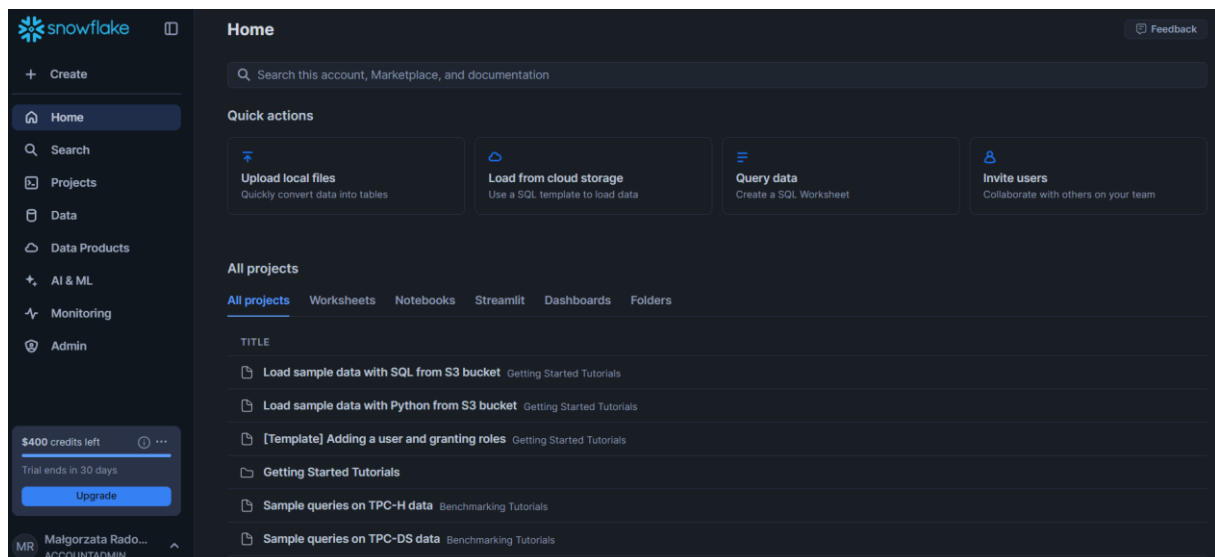 snowflake
Create
Home
Search
Projects
Data
Data Products
AI & ML
Monitoring
Admin
$400 credits left
Trial ends in 30 days
Upgrade
MR
Małgorzata Rado...
ACCOUNTADMIN
Home
Feedback
Search this account, Marketplace, and documentation
Quick actions
Upload local files
Quickly convert data into tables
Load from cloud storage
Use a SQL template to load data
Query data
Create a SQL Worksheet
Invite users
Collaborate with others on your team
All projects
All projects Worksheets Notebooks Streamlit Dashboards Folders
TITLE
Load sample data with SQL from S3 bucket Getting Started Tutorials
Load sample data with Python from S3 bucket Getting Started Tutorials
[Template] Adding a user and granting roles Getting Started Tutorials
Getting Started Tutorials
Sample queries on TPC-H data Benchmarking Tutorials
Sample queries on TPC-DS data Benchmarking Tutorials